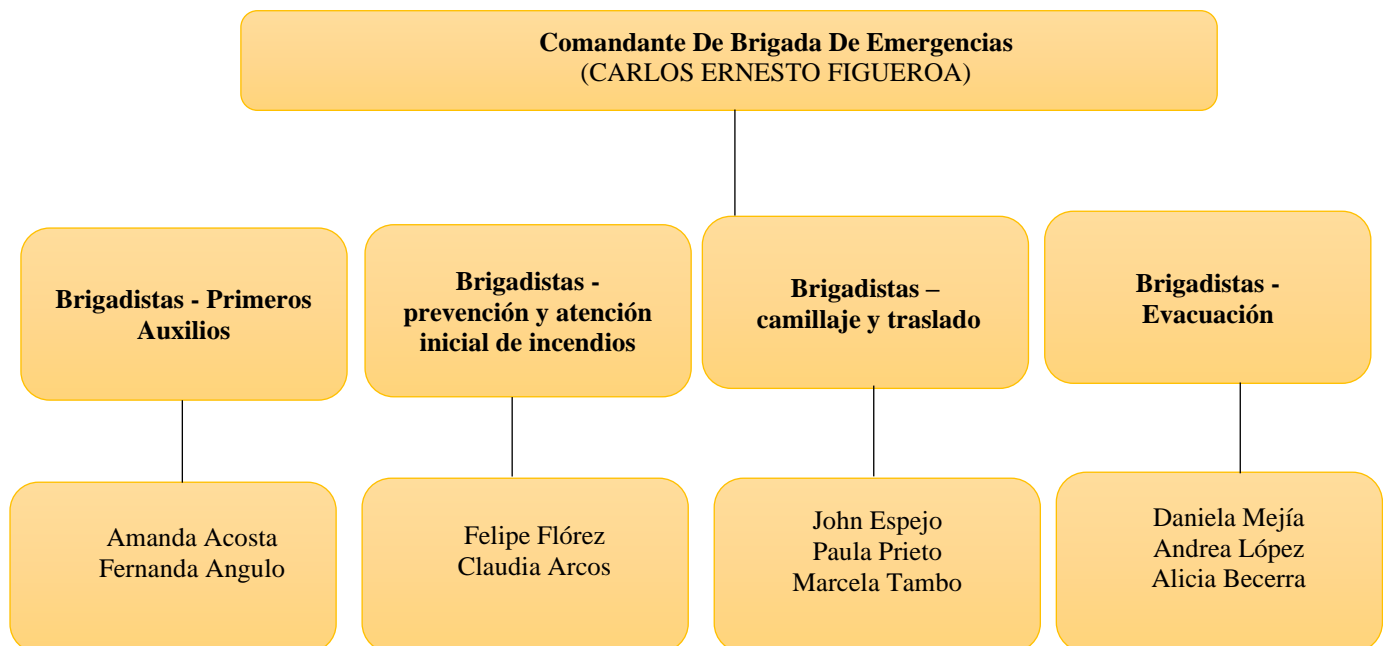 Comandante De Brigada De Emergencias
(CARLOS ERNESTO FIGUEROA)
Brigadistas - Primeros
Auxilios
Brigadistas -
prevención y atención
inicial de incendios
Brigadistas –
camillaje y traslado
Brigadistas -
Evacuación
Amanda Acosta
Fernanda Angulo
Felipe Flórez
Claudia Arcos
John Espejo
Paula Prieto
Marcela Tambo
Daniela Mejía
Andrea López
Alicia Becerra